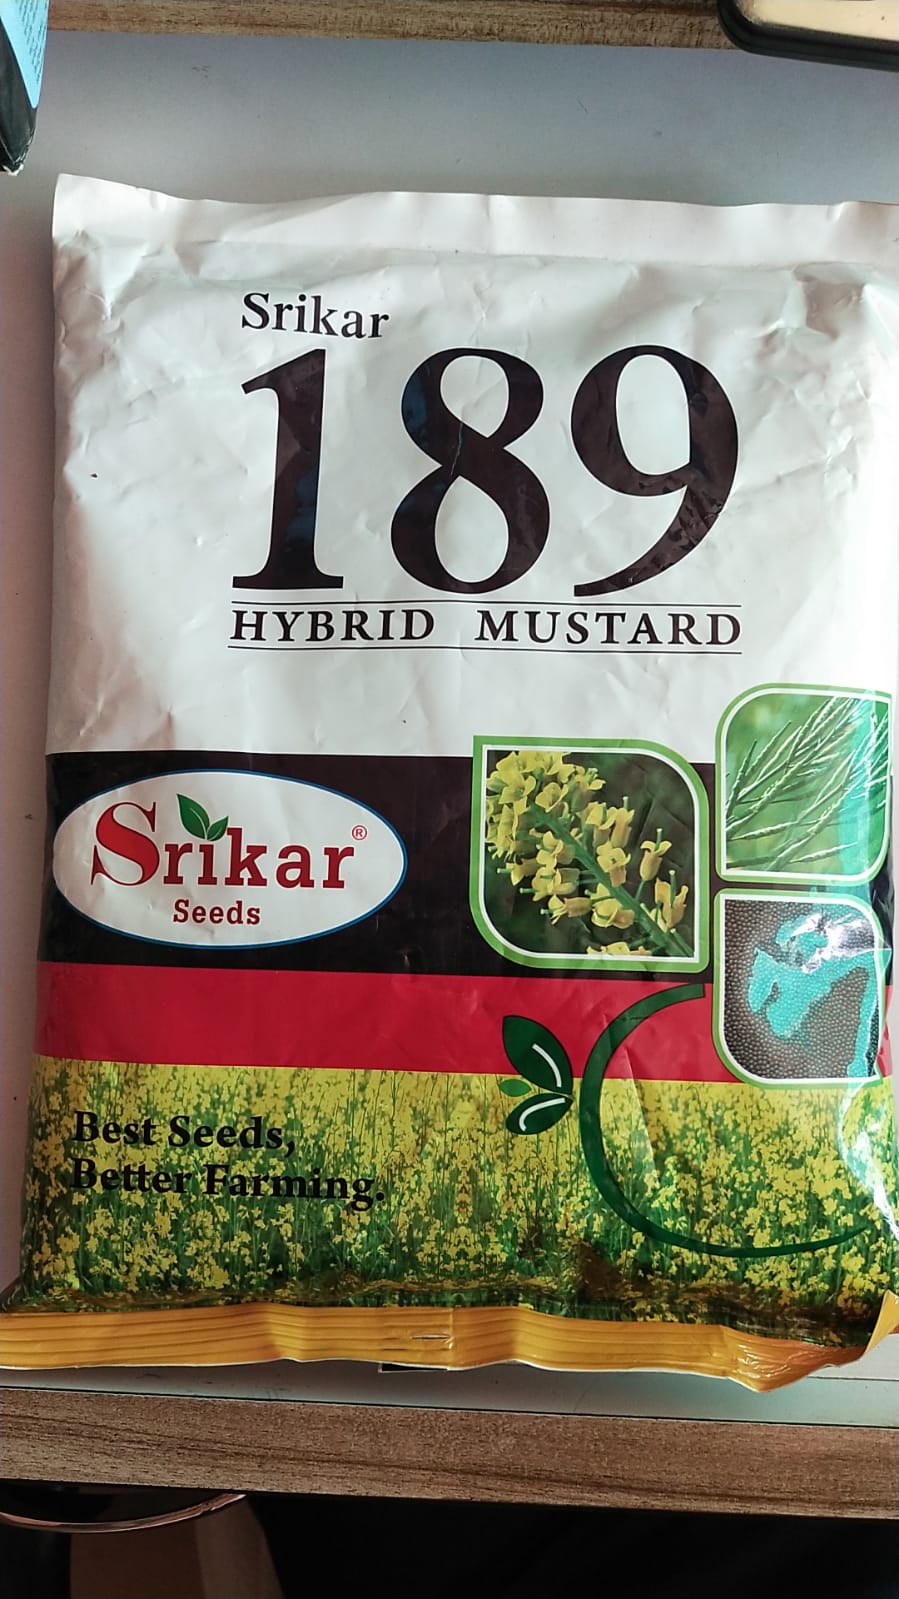 Srikar
189
HYBRID MUSTARD
Srikar®
Seeds
Best Seeds,
Better Farming.